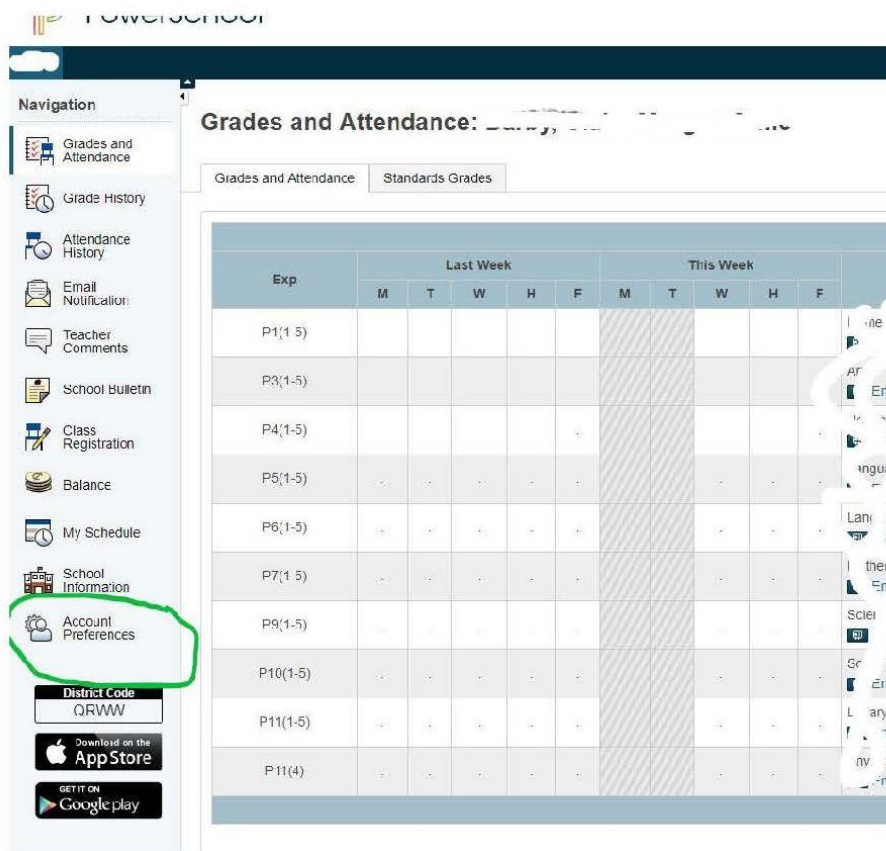 PowerSchool
Navigation
Grades and
Attendance
Grade History
Attendance
History
Email
Notification
Teacher
Comments
School Bulletin
Class
Registration
Balance
My Schedule
School
Information
Account
Preferences
District Code
QRWW
Download on the
App Store
GET IT ON
Google play
Grades and Attendance:
Grades and Attendance Standards Grades
Exp Last Week This Week
M T W H F M T W H F
P1(1-5)
P3(1-5)
P4(1-5)
P5(1-5)
P6(1-5)
P7(1-5)
P9(1-5)
P10(1-5)
P11(1-5)
P11(4)